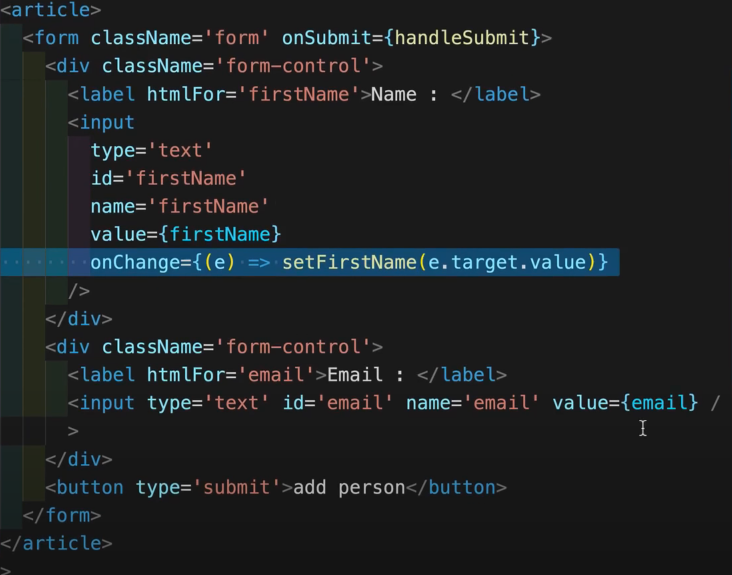 <article>
<form className='form' onSubmit={handleSubmit}>
<div className='form-control'>
<label htmlFor='firstName'>Name : </label>
<input
type='text'
id='firstName'
name='firstName'
value={firstName}
onChange={(e) => setFirstName(e.target.value)}
/>
</div>
<div className='form-control'>
<label htmlFor='email'>Email : </label>
<input type='text' id='email' name='email' value={email} /
>
</div>
<button type='submit'>add person</button>
</form>
</article>
>